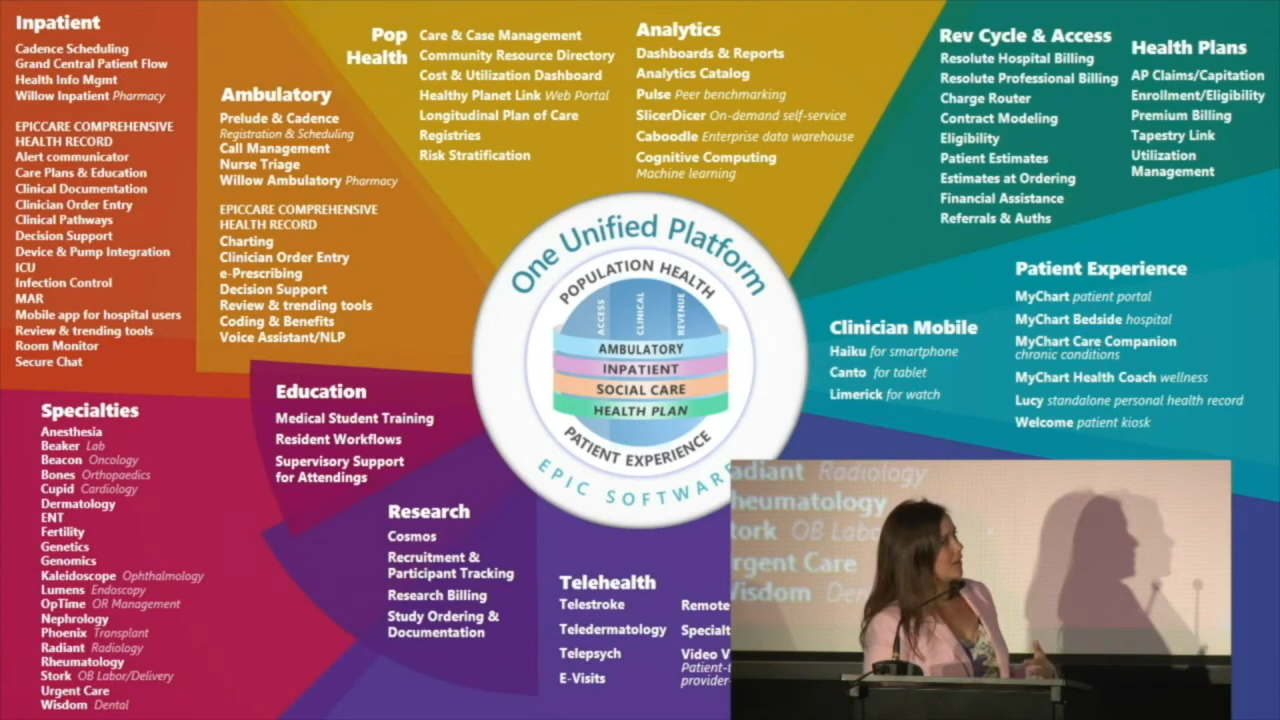 Inpatient
Cadence Scheduling
Grand Central Patient Flow
Health Info Mgmt
Willow Inpatient Pharmacy
EPICCARE COMPREHENSIVE
HEALTH RECORD
Alert communicator
Care Plans & Education
Clinical Documentation
Clinician Order Entry
Clinical Pathways
Decision Support
Device & Pump Integration
ICU
Infection Control
MAR
Mobile app for hospital users
Review & trending tools
Room Monitor
Secure Chat
Ambulatory
Prelude & Cadence
Registration & Scheduling
Call Management
Nurse Triage
Willow Ambulatory Pharmacy
EPICCARE COMPREHENSIVE
HEALTH RECORD
Charting
Clinician Order Entry
e-Prescribing
Decision Support
Review & trending tools
Coding & Benefits
Voice Assistant/NLP
Pop
Health
Care & Case Management
Community Resource Directory
Cost & Utilization Dashboard
Healthy Planet Link Web Portal
Longitudinal Plan of Care
Registries
Risk Stratification
Analytics
Dashboards & Reports
Analytics Catalog
Pulse Peer benchmarking
SlicerDicer On-demand self-service
Caboodle Enterprise data warehouse
Cognitive Computing
Machine learning
Rev Cycle & Access
Resolute Hospital Billing
Resolute Professional Billing
Charge Router
Contract Modeling
Eligibility
Patient Estimates
Estimates at Ordering
Financial Assistance
Referrals & Auths
Health Plans
AP Claims/Capitation
Enrollment/Eligibility
Premium Billing
Tapestry Link
Utilization
Management
One Unified Platform
POPULATION HEALTH
ACCESS
CLINICAL
REVENUE
AMBULATORY
INPATIENT
SOCIAL CARE
HEALTH PLAN
PATIENT EXPERIENCE
EPIC SOFTWARE
Clinician Mobile
Haiku for smartphone
Canto for tablet
Limerick for watch
Patient Experience
MyChart patient portal
MyChart Bedside hospital
MyChart Care Companion
chronic conditions
MyChart Health Coach wellness
Lucy standalone personal health record
Welcome patient kiosk
Specialties
Anesthesia
Beaker Lab
Beacon Oncology
Bones Orthopaedics
Cupid Cardiology
Dermatology
ENT
Fertility
Genetics
Genomics
Kaleidoscope Ophthalmology
Lumens Endoscopy
OpTime OR Management
Nephrology
Phoenix Transplant
Radiant Radiology
Rheumatology
Stork OB Labor/Delivery
Urgent Care
Wisdom Dental
Education
Medical Student Training
Resident Workflows
Supervisory Support
for Attendings
Research
Cosmos
Recruitment &
Participant Tracking
Research Billing
Study Ordering &
Documentation
Telehealth
Telestroke
Teledermatology
Telepsych
E-Visits
Remote
Specialt
Video V
Patient-t
provider-
adiant Radiology
heumatology
tork OB Labo
rgent Care
isdom Den